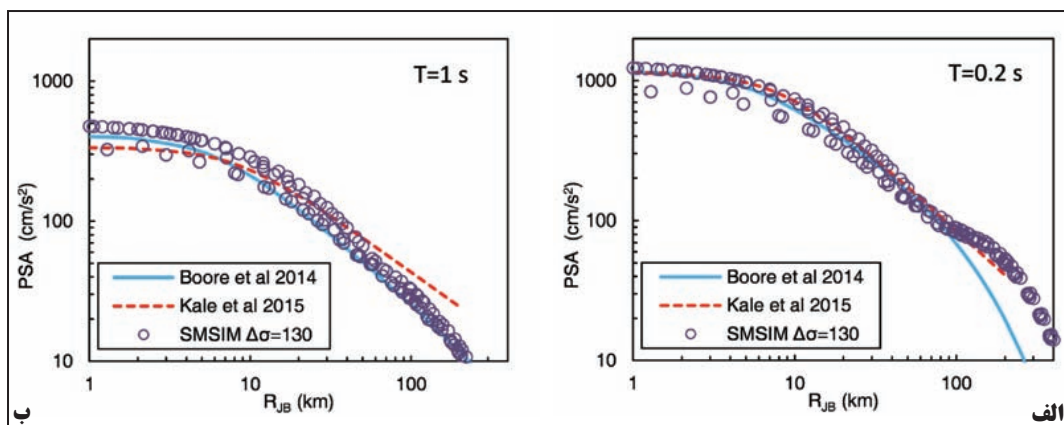 T=1 s
1000
100
10
PSA (cm/s²)
Boore et al 2014
Kale et al 2015
SMSIM Δσ=130
1 10 100
R_JB (km)
ب
T=0.2 s
1000
100
10
PSA (cm/s²)
Boore et al 2014
Kale et al 2015
SMSIM Δσ=130
1 10 100
R_JB (km)
الف